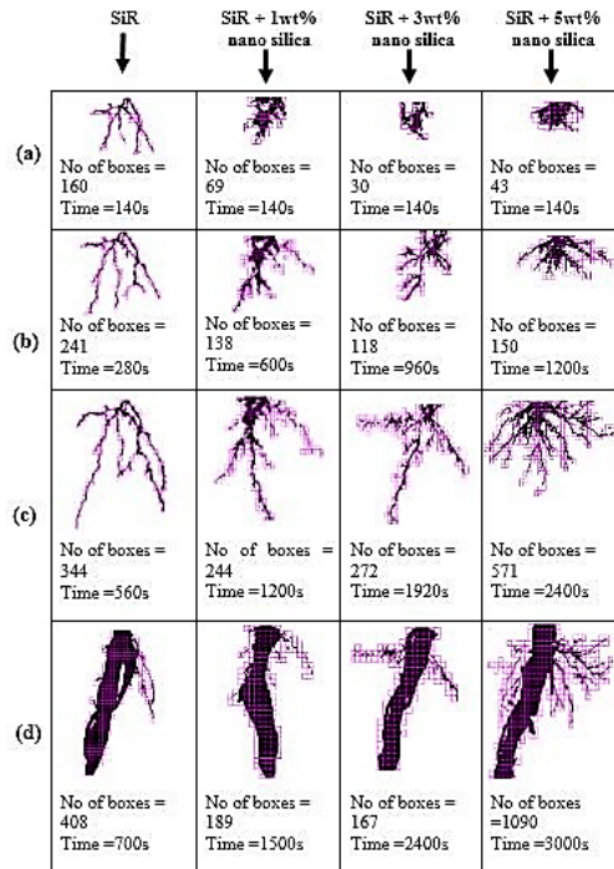 SiR
SiR + 1wt%
nano silica
SiR + 3wt%
nano silica
SiR + 5wt%
nano silica
(a)
No of boxes =
160
Time =140s
No of boxes =
69
Time =140s
No of boxes =
30
Time =140s
No of boxes =
43
Time =140s
(b)
No of boxes =
241
Time =280s
No of boxes =
138
Time =600s
No of boxes =
118
Time =960s
No of boxes =
150
Time =1200s
(c)
No of boxes =
344
Time =560s
No of boxes =
244
Time =1200s
No of boxes =
272
Time =1920s
No of boxes =
571
Time =2400s
(d)
No of boxes =
408
Time =700s
No of boxes =
189
Time =1500s
No of boxes =
167
Time =2400s
No of boxes
=1090
Time =3000s